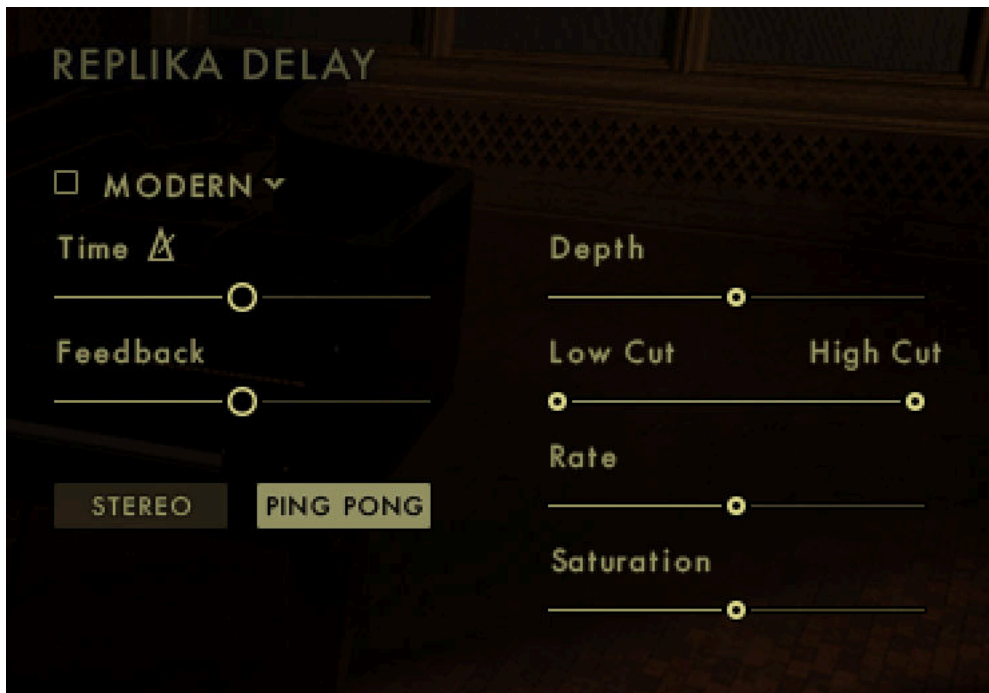 REPLIKA DELAY
MODERN
Time
Depth
Feedback
Low Cut High Cut
Rate
STEREO PING PONG
Saturation